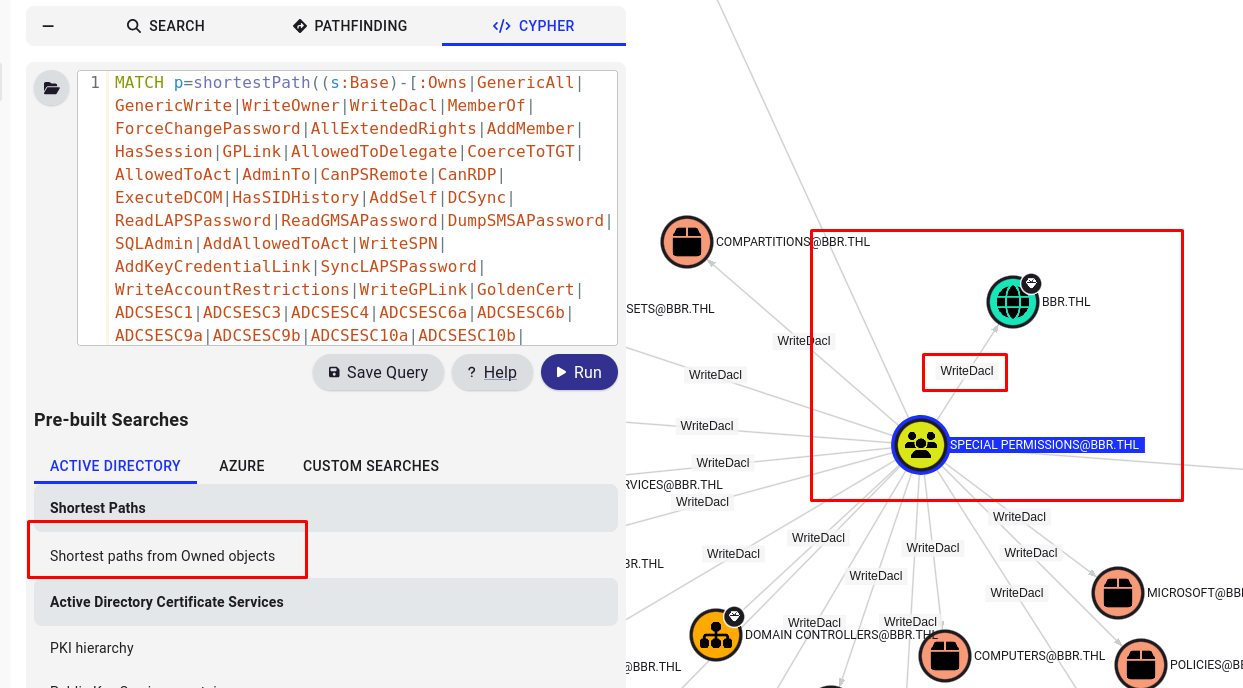 SEARCH
PATHFINDING
CYPHER
1
MATCH p=shortestPath((s:Base)-[:Owns|GenericAll|
GenericWrite|WriteOwner|WriteDacl|MemberOf|
ForceChangePassword|AllExtendedRights|AddMember|
HasSession|GPLink|AllowedToDelegate|CoerceToTGT|
AllowedToAct|AdminTo|CanPSRemote|CanRDP|
ExecuteDCOM|HasSIDHistory|AddSelf|DCSync|
ReadLAPSPassword|ReadGMSAPassword|DumpSMSAPassword|
SQLAdmin|AddAllowedToAct|WriteSPN|
AddKeyCredentialLink|SyncLAPSPassword|
WriteAccountRestrictions|WriteGPLink|GoldenCert|
ADCSESC1|ADCSESC3|ADCSESC4|ADCSESC6a|ADCSESC6b|
ADCSESC9a|ADCSESC9b|ADCSESC10a|ADCSESC10b|
Save Query
? Help
Run
Pre-built Searches
ACTIVE DIRECTORY
AZURE
CUSTOM SEARCHES
Shortest Paths
Shortest paths from Owned objects
Active Directory Certificate Services
PKI hierarchy
COMPARTITIONS@BBR.THL
BBR.THL
SETS@BBR.THL
WriteDacl
WriteDacl
WriteDacl
WriteDacl
SPECIAL PERMISSIONS@BBR.THL
WriteDacl
RVICES@BBR.THL
WriteDacl
WriteDacl
WriteDacl
WriteDacl
WriteDacl
WriteDacl
BR.THL
WriteDacl
WriteDacl
MICROSOFT@BB
WriteDacl
WriteDacl
DOMAIN CONTROLLERS@BBR.THL
COMPUTERS@BBR.THL
@BBR.THL
POLICIES@B